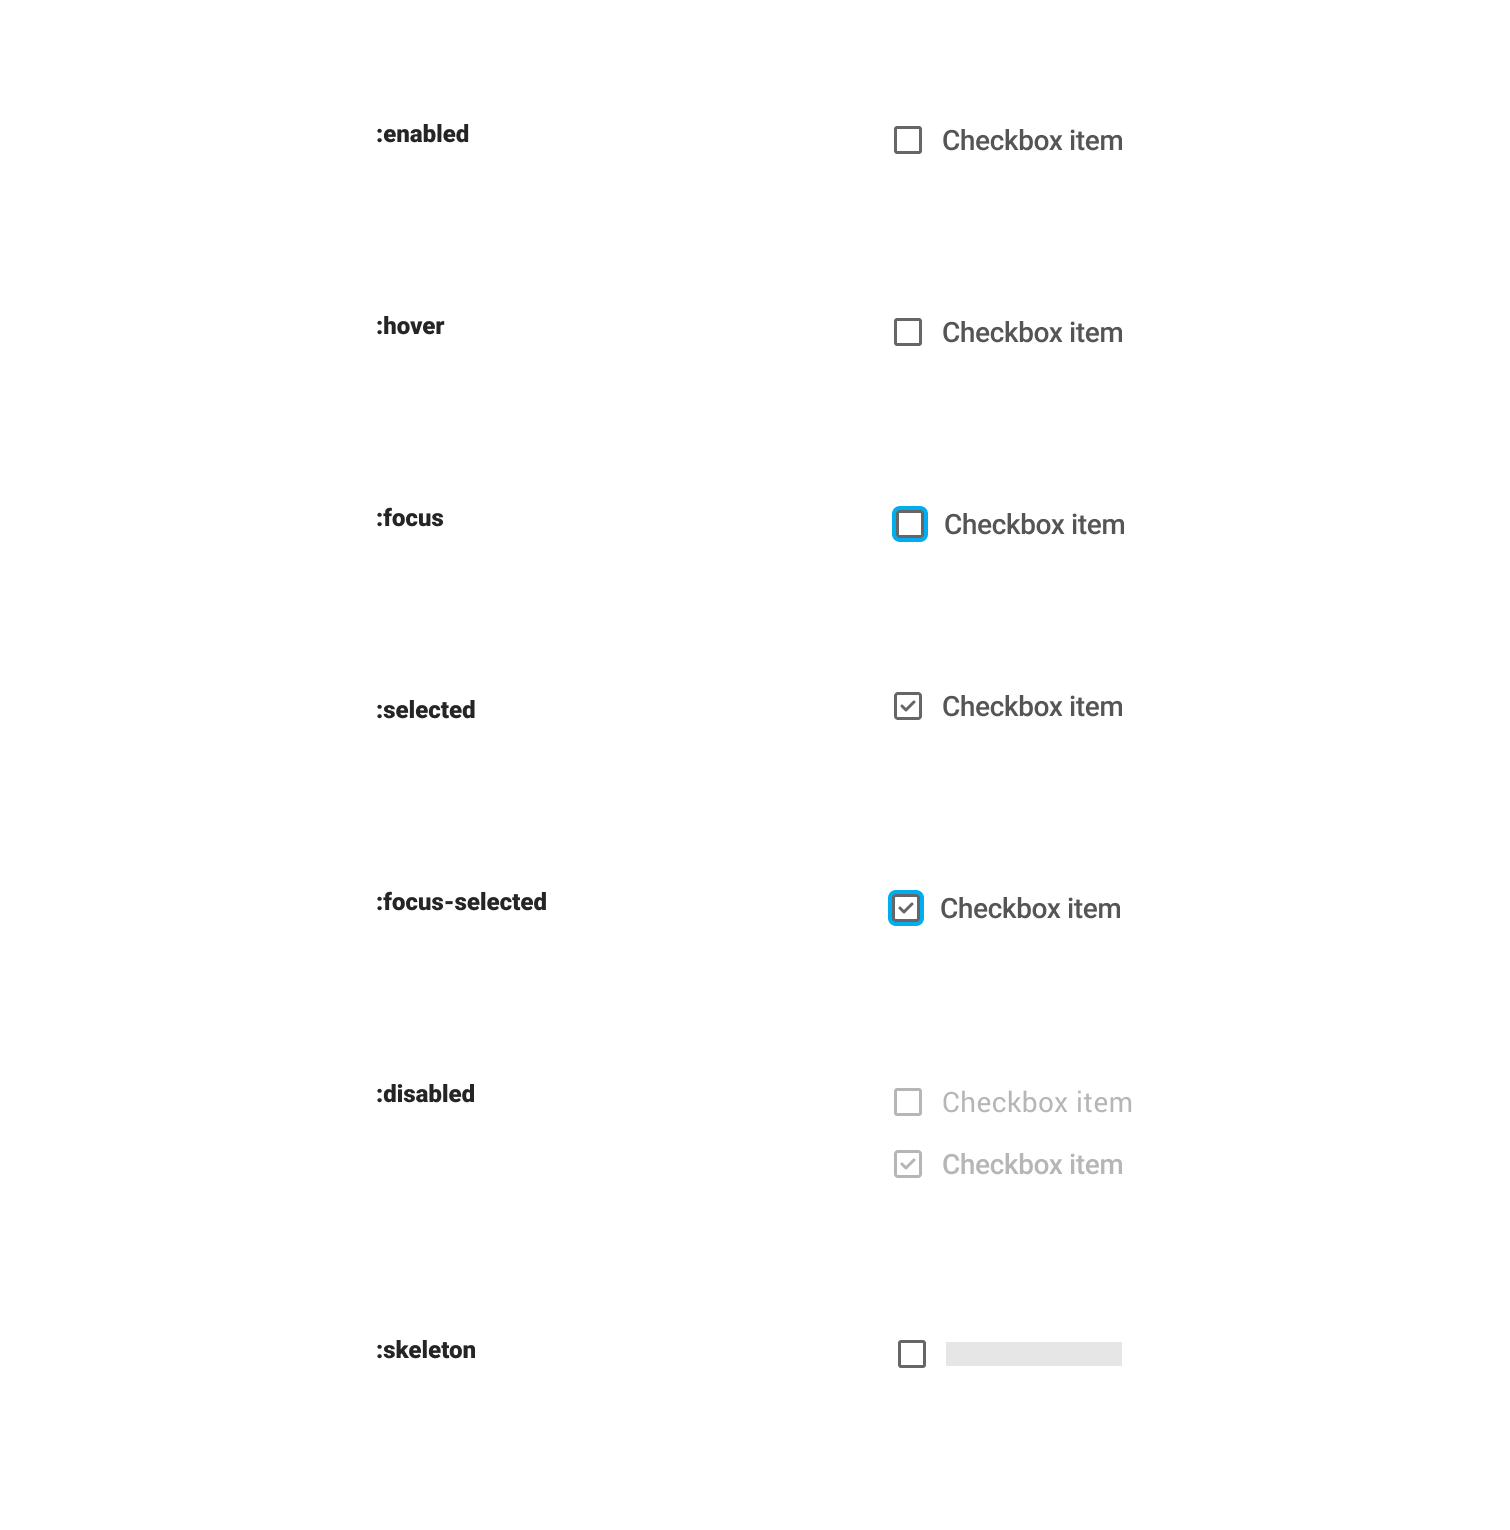 :enabled
Checkbox item
:hover
Checkbox item
:focus
Checkbox item
:selected
Checkbox item
:focus-selected
Checkbox item
:disabled
Checkbox item
Checkbox item
:skeleton